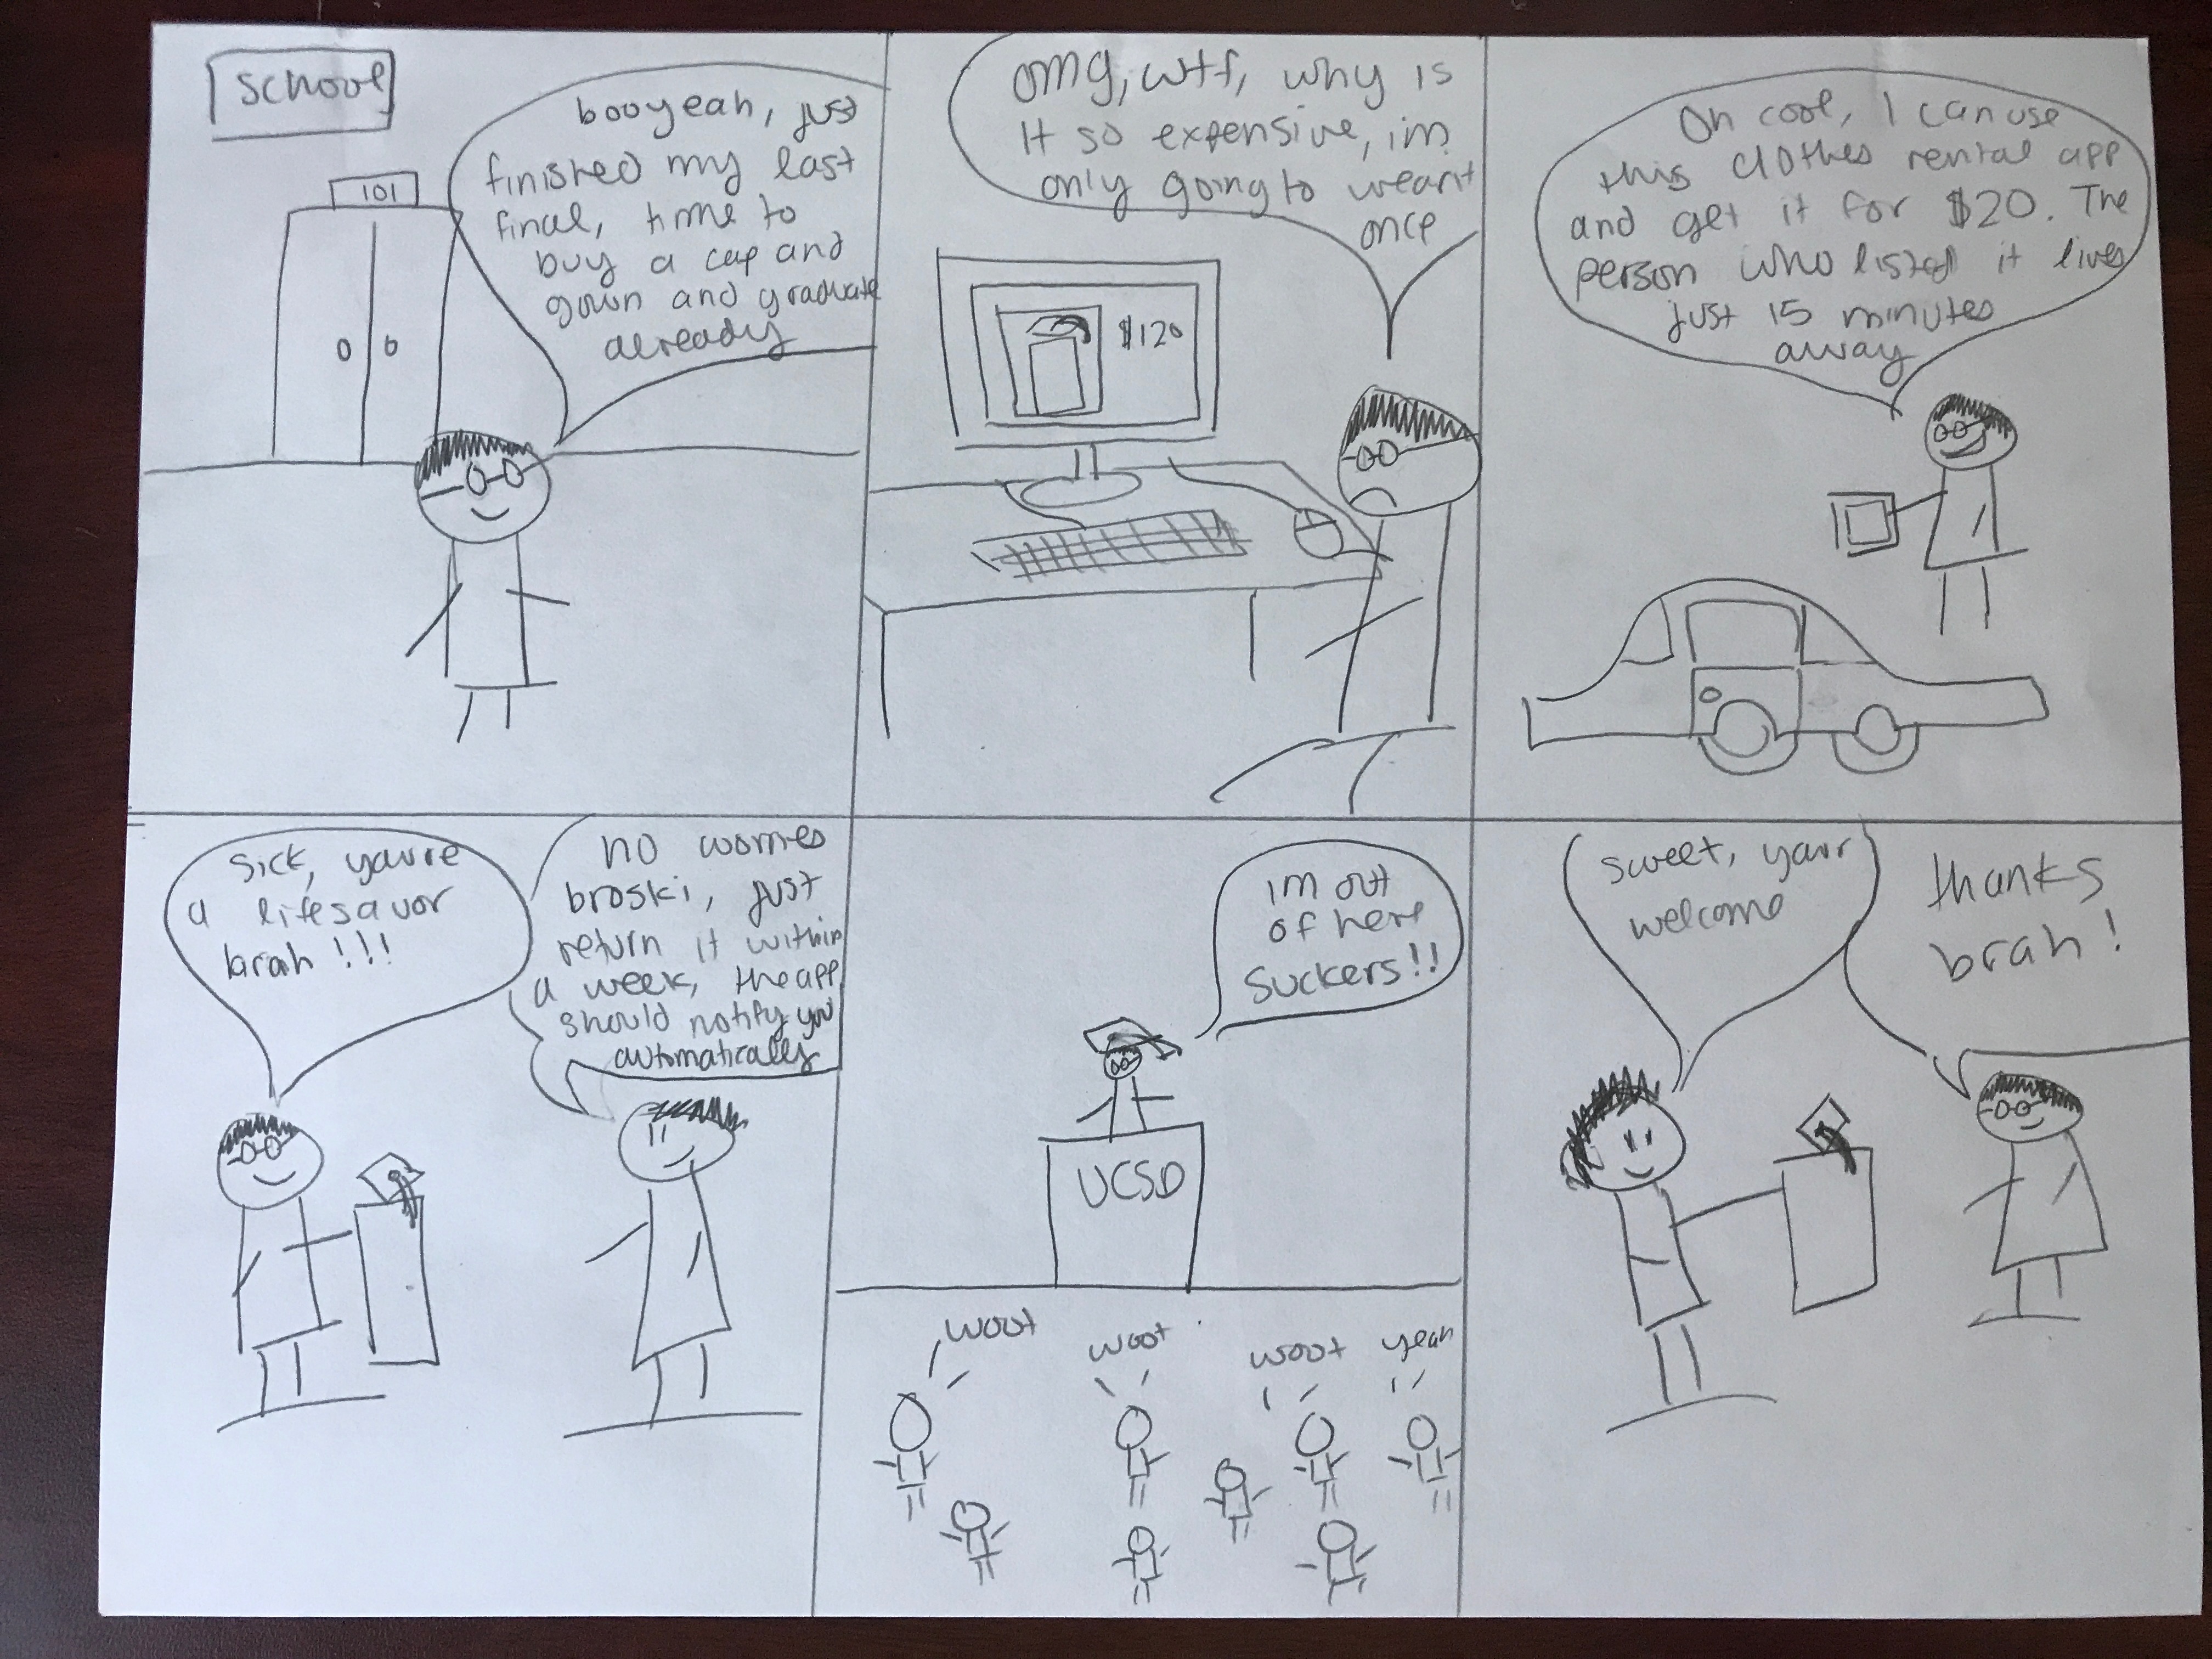 school
101
booyeah, just
finished my last
final, time to
buy a cap and
gown and graduate
already
omg, wtf, why is
it so expensive, im
only going to wear it
once
$120
Oh cool, I can use
this clothes rental app
and get it for $20. The
person who listed it lives
just 15 minutes
away
sick, you're
a lifesavor
brah!!!
no worries
broski, just
return it within
a week, the app
should notify you
automatically
im out
of here
suckers!!
UCSD
woot
woot
woot
yeah
sweet, your
welcome
thanks
brah!